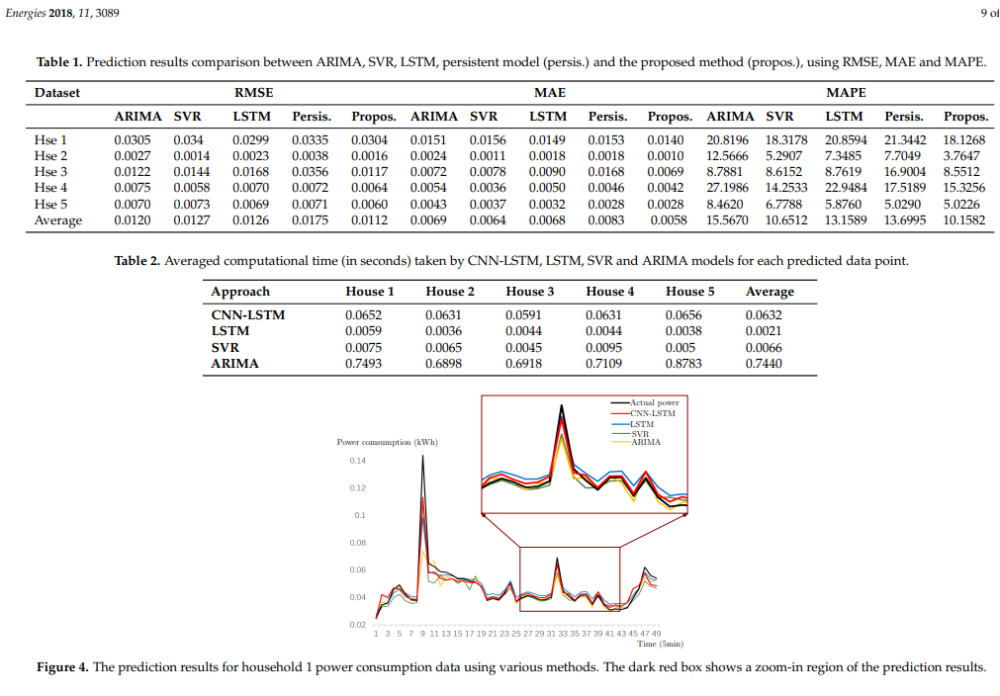 Energies 2018, 11, 3089
9 of
Table 1. Prediction results comparison between ARIMA, SVR, LSTM, persistent model (persis.) and the proposed method (propos.), using RMSE, MAE and MAPE.
Dataset RMSE MAE MAPE
ARIMA SVR LSTM Persis. Propos. ARIMA SVR LSTM Persis. Propos. ARIMA SVR LSTM Persis. Propos.
Hse 1 0.0305 0.034 0.0299 0.0335 0.0304 0.0151 0.0156 0.0149 0.0153 0.0140 20.8196 18.3178 20.8594 21.3442 18.1268
Hse 2 0.0027 0.0014 0.0023 0.0038 0.0016 0.0024 0.0011 0.0018 0.0018 0.0010 12.5666 5.2907 7.3485 7.7049 3.7647
Hse 3 0.0122 0.0144 0.0168 0.0356 0.0117 0.0072 0.0078 0.0090 0.0168 0.0069 8.7881 8.6152 8.7619 16.9004 8.5512
Hse 4 0.0075 0.0058 0.0070 0.0072 0.0064 0.0054 0.0036 0.0050 0.0046 0.0042 27.1986 14.2533 22.9484 17.5189 15.3256
Hse 5 0.0070 0.0073 0.0069 0.0071 0.0060 0.0043 0.0037 0.0032 0.0028 0.0028 8.4620 6.7788 5.8760 5.0290 5.0226
Average 0.0120 0.0127 0.0126 0.0175 0.0112 0.0069 0.0064 0.0068 0.0083 0.0058 15.5670 10.6512 13.1589 13.6995 10.1582
Table 2. Averaged computational time (in seconds) taken by CNN-LSTM, LSTM, SVR and ARIMA models for each predicted data point.
Approach House 1 House 2 House 3 House 4 House 5 Average
CNN-LSTM 0.0652 0.0631 0.0591 0.0631 0.0656 0.0632
LSTM 0.0059 0.0036 0.0044 0.0044 0.0038 0.0021
SVR 0.0075 0.0065 0.0045 0.0095 0.005 0.0066
ARIMA 0.7493 0.6898 0.6918 0.7109 0.8783 0.7440
Actual power
CNN-LSTM
LSTM
SVR
ARIMA
Power consumption (kWh)
0.14
0.12
0.1
0.08
0.06
0.04
0.02
1 3 5 7 9 11 13 15 17 19 21 23 25 27 29 31 33 35 37 39 41 43 45 47 49
Time (5min)
Figure 4. The prediction results for household 1 power consumption data using various methods. The dark red box shows a zoom-in region of the prediction results.